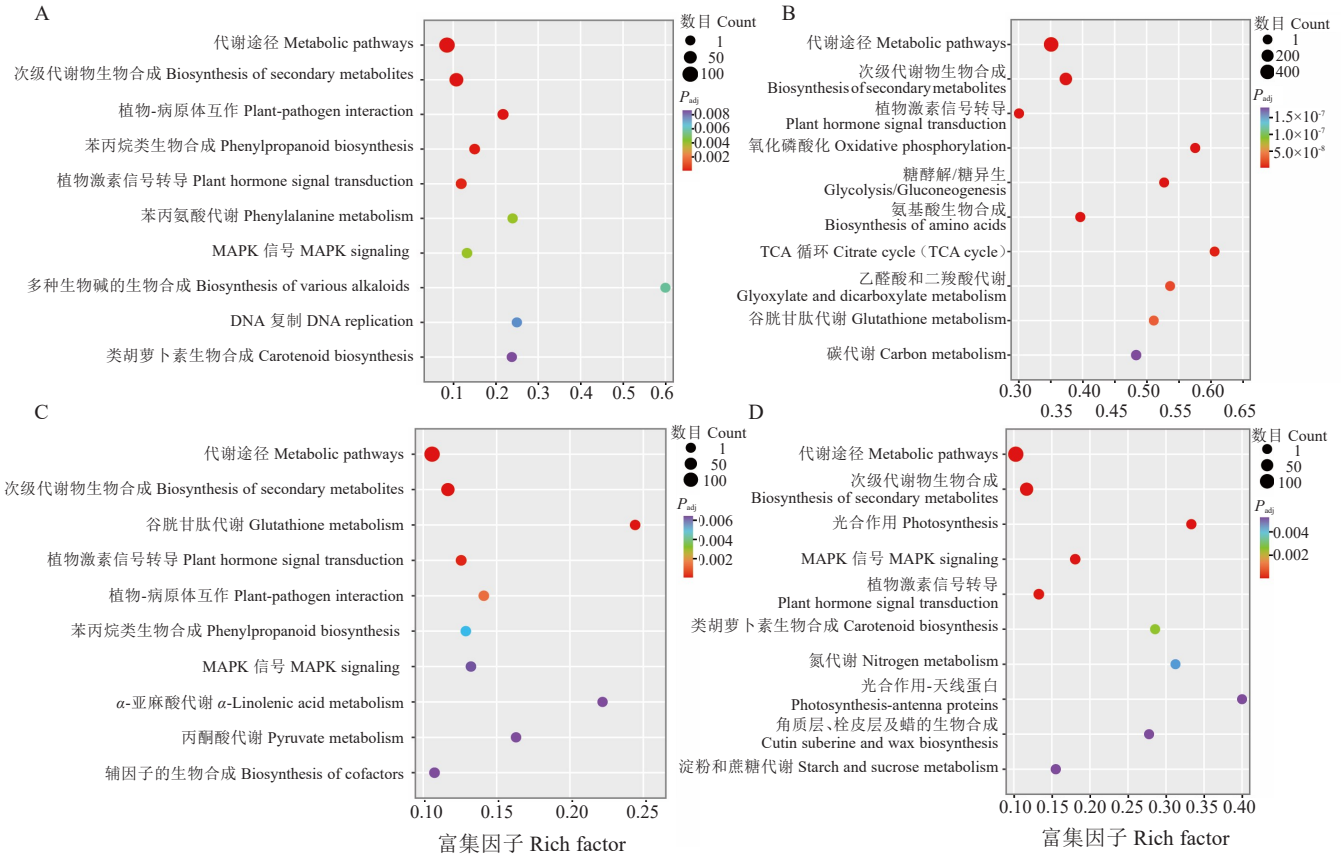 A
代谢途径 Metabolic pathways
次级代谢物生物合成 Biosynthesis of secondary metabolites
植物-病原体互作 Plant-pathogen interaction
苯丙烷类生物合成 Phenylpropanoid biosynthesis
植物激素信号转导 Plant hormone signal transduction
苯丙氨酸代谢 Phenylalanine metabolism
MAPK 信号 MAPK signaling
多种生物碱的生物合成 Biosynthesis of various alkaloids
DNA 复制 DNA replication
类胡萝卜素生物合成 Carotenoid biosynthesis
0.1 0.2 0.3 0.4 0.5 0.6
数目 Count
1
50
100
Padj
0.008
0.006
0.004
0.002
B
代谢途径 Metabolic pathways
次级代谢物生物合成
Biosynthesis of secondary metabolites
植物激素信号转导
Plant hormone signal transduction
氧化磷酸化 Oxidative phosphorylation
糖酵解/糖异生
Glycolysis/Gluconeogenesis
氨基酸生物合成
Biosynthesis of amino acids
TCA 循环 Citrate cycle（TCA cycle）
乙醛酸和二羧酸代谢
Glyoxylate and dicarboxylate metabolism
谷胱甘肽代谢 Glutathione metabolism
碳代谢 Carbon metabolism
0.30 0.40 0.50 0.60
0.35 0.45 0.55 0.65
数目 Count
1
200
400
Padj
1.5×10⁻⁷
1.0×10⁻⁷
5.0×10⁻⁸
C
代谢途径 Metabolic pathways
次级代谢物生物合成 Biosynthesis of secondary metabolites
谷胱甘肽代谢 Glutathione metabolism
植物激素信号转导 Plant hormone signal transduction
植物-病原体互作 Plant-pathogen interaction
苯丙烷类生物合成 Phenylpropanoid biosynthesis
MAPK 信号 MAPK signaling
α-亚麻酸代谢 α-Linolenic acid metabolism
丙酮酸代谢 Pyruvate metabolism
辅因子的生物合成 Biosynthesis of cofactors
0.10 0.15 0.20 0.25
富集因子 Rich factor
数目 Count
1
50
100
Padj
0.006
0.004
0.002
D
代谢途径 Metabolic pathways
次级代谢物生物合成
Biosynthesis of secondary metabolites
光合作用 Photosynthesis
MAPK 信号 MAPK signaling
植物激素信号转导
Plant hormone signal transduction
类胡萝卜素生物合成 Carotenoid biosynthesis
氮代谢 Nitrogen metabolism
光合作用-天线蛋白
Photosynthesis-antenna proteins
角质层、栓皮层及蜡的生物合成
Cutin suberine and wax biosynthesis
淀粉和蔗糖代谢 Starch and sucrose metabolism
0.10 0.15 0.20 0.25 0.30 0.35 0.40
富集因子 Rich factor
数目 Count
1
50
100
Padj
0.004
0.002